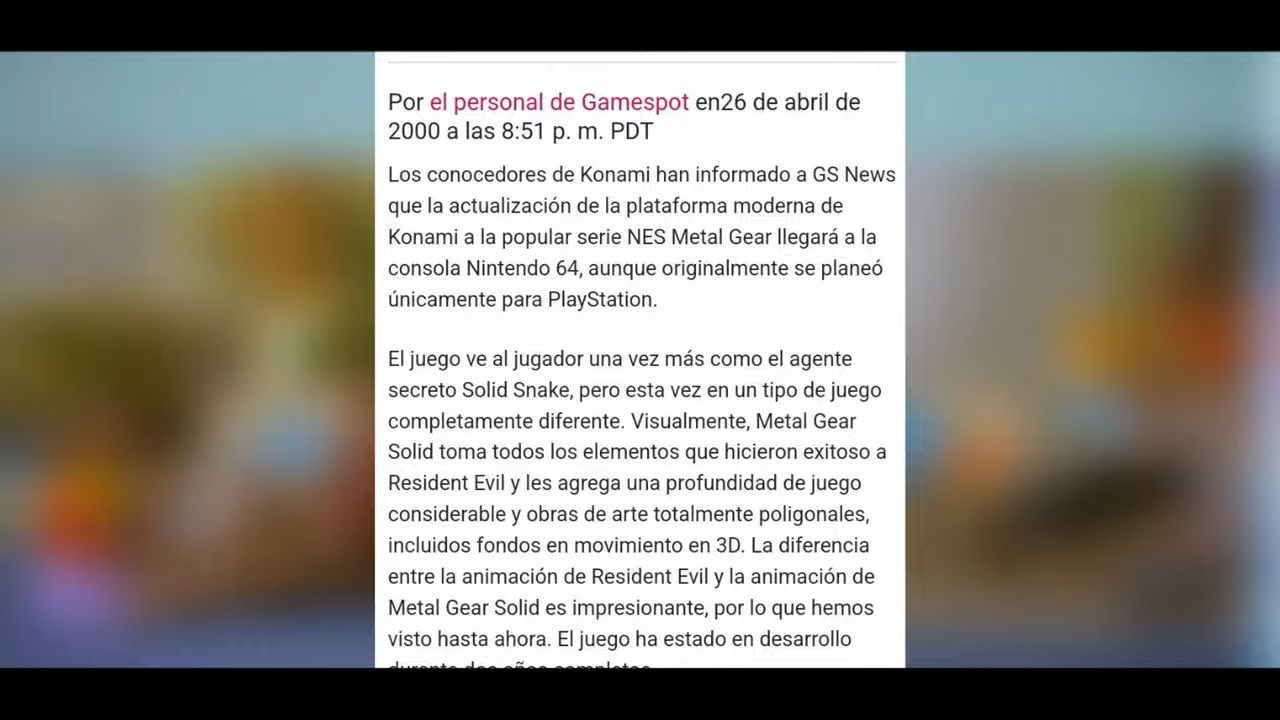 Por el personal de Gamespot en26 de abril de
2000 a las 8:51 p. m. PDT
Los conocedores de Konami han informado a GS News
que la actualización de la plataforma moderna de
Konami a la popular serie NES Metal Gear llegará a la
consola Nintendo 64, aunque originalmente se planeó
únicamente para PlayStation.
El juego ve al jugador una vez más como el agente
secreto Solid Snake, pero esta vez en un tipo de juego
completamente diferente. Visualmente, Metal Gear
Solid toma todos los elementos que hicieron exitoso a
Resident Evil y les agrega una profundidad de juego
considerable y obras de arte totalmente poligonales,
incluidos fondos en movimiento en 3D. La diferencia
entre la animación de Resident Evil y la animación de
Metal Gear Solid es impresionante, por lo que hemos
visto hasta ahora. El juego ha estado en desarrollo
durante dos años completos